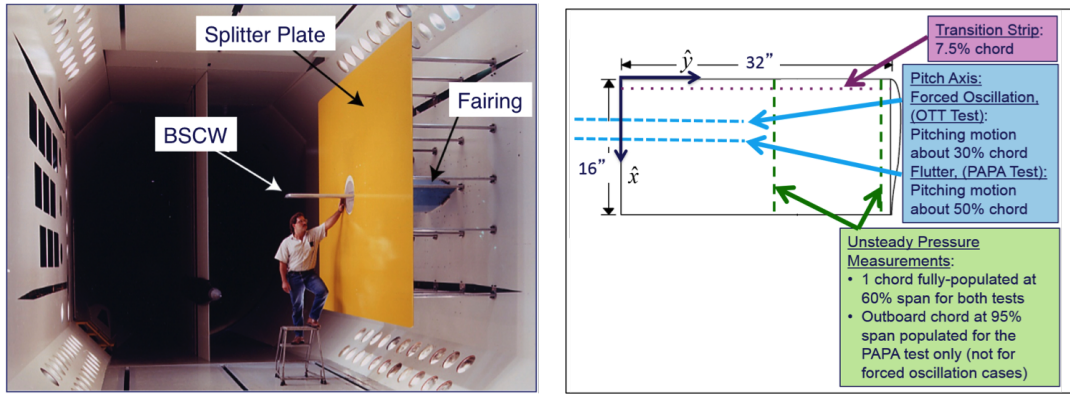 Splitter Plate
Fairing
BSCW
Transition Strip:
7.5% chord
ŷ
32”
16”
x̂
Pitch Axis:
Forced Oscillation,
(OTT Test):
Pitching motion
about 30% chord
Flutter, (PAPA Test):
Pitching motion
about 50% chord
Unsteady Pressure
Measurements:
• 1 chord fully-populated at
60% span for both tests
• Outboard chord at 95%
span populated for the
PAPA test only (not for
forced oscillation cases)